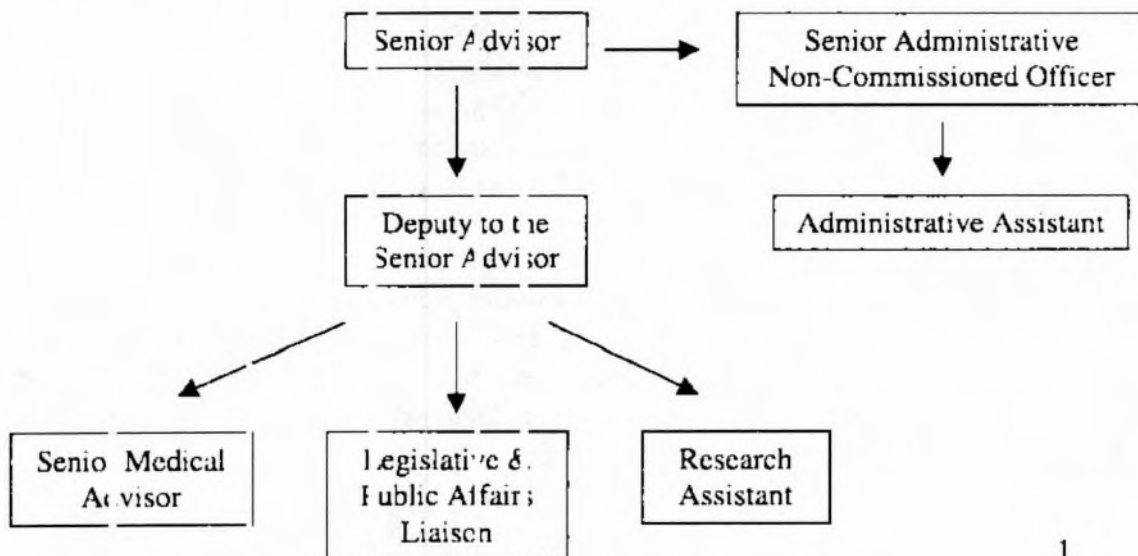 Senior Advisor
Senior Administrative
Non-Commissioned Officer
Deputy to the
Senior Advisor
Administrative Assistant
Senior Medical
Advisor
Legislative &
Public Affairs
Liaison
Research
Assistant
1